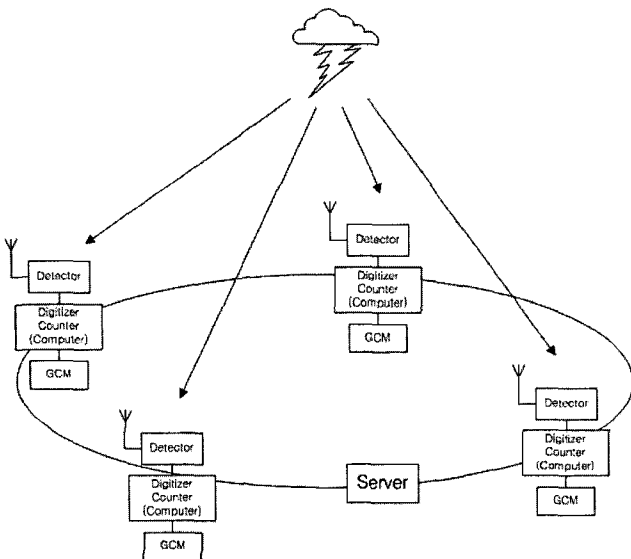 Detector
Digitizer
Counter
(Computer)
GCM
Detector
Digitizer
Counter
(Computer)
GCM
Detector
Digitizer
Counter
(Computer)
GCM
Detector
Digitizer
Counter
(Computer)
GCM
Server